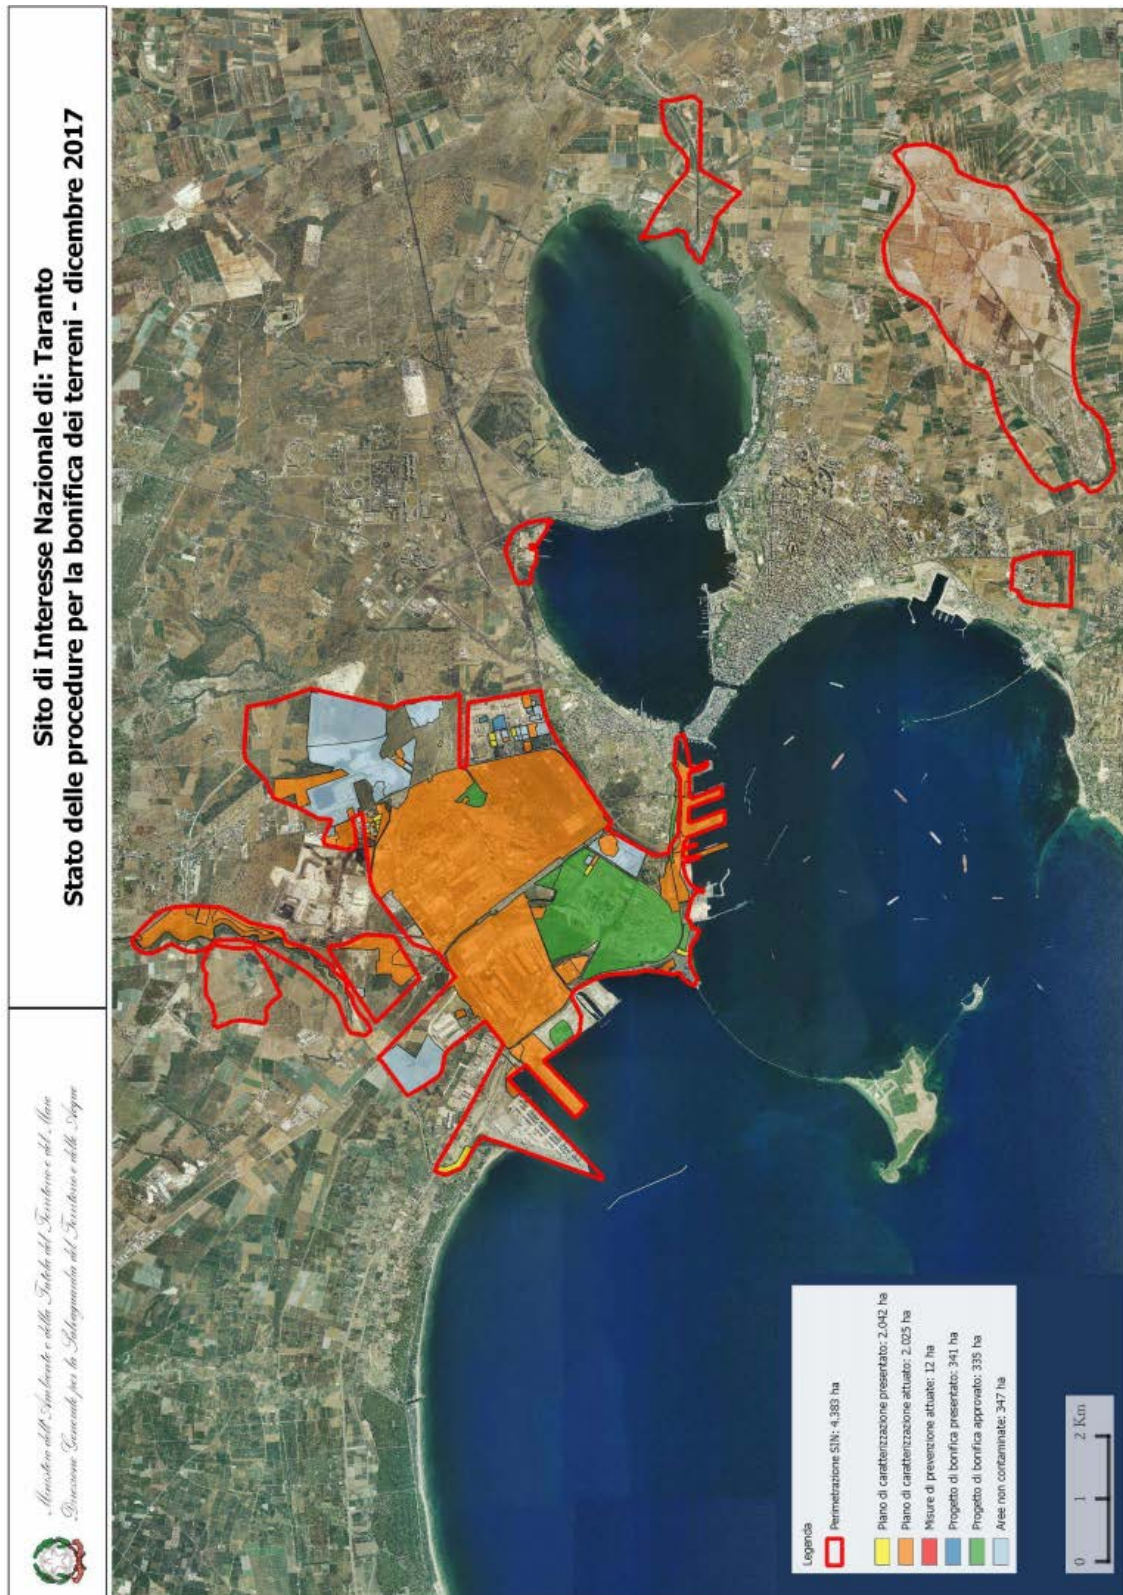 Sito di Interesse Nazionale di: Taranto
Stato delle procedure per la bonifica dei terreni - dicembre 2017
Ministero dell'Ambiente e della Tutela del Territorio e del Mare
Direzione Generale per la Salvaguardia del Territorio e delle Acque
Legenda
Perimetrazione SIN: 4.383 ha
Piano di caratterizzazione presentato: 2.042 ha
Piano di caratterizzazione attuato: 2.025 ha
Misure di prevenzione attuate: 12 ha
Progetto di bonifica presentato: 341 ha
Progetto di bonifica approvato: 335 ha
Aree non contaminate: 347 ha
0 1 2 Km